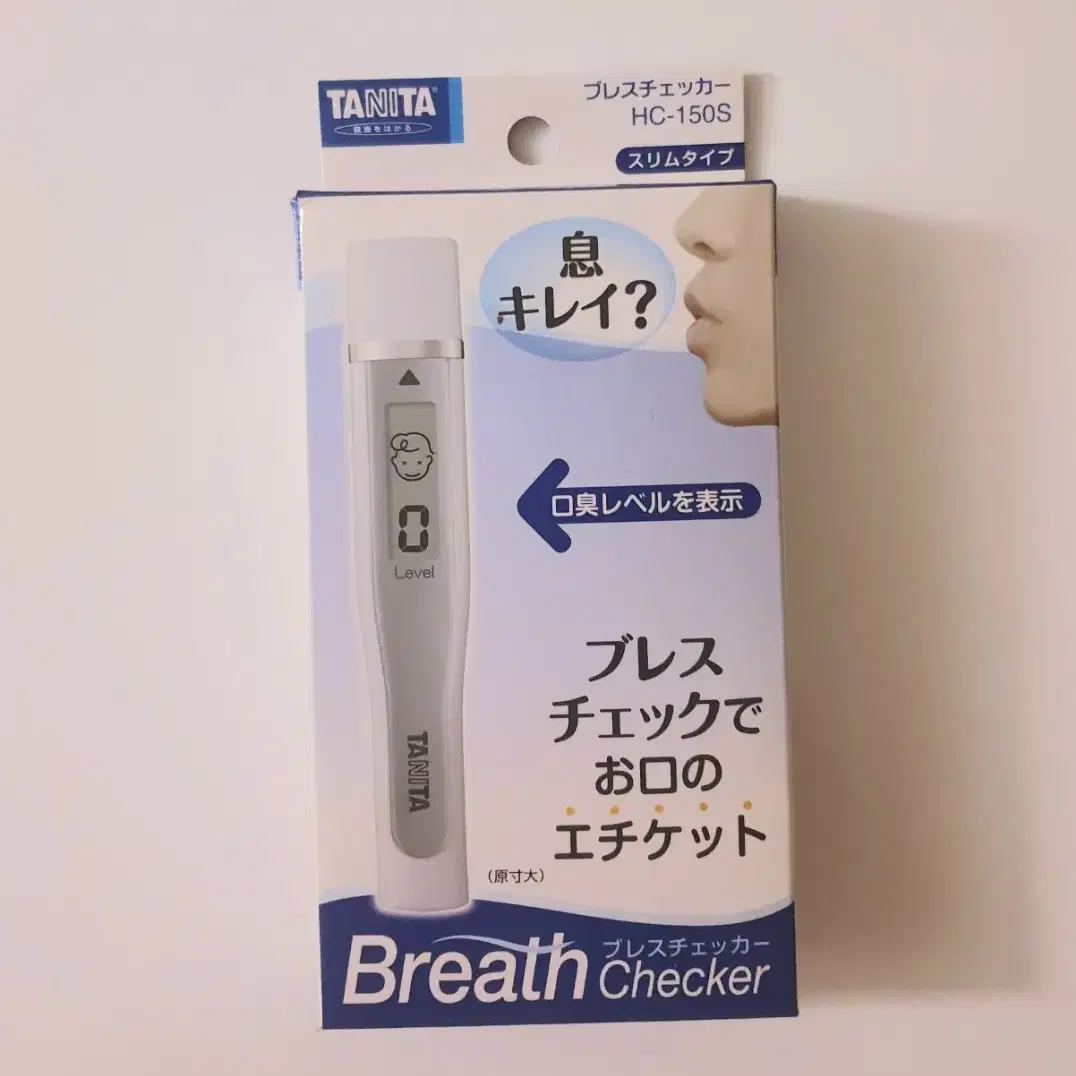 TANITA
健康をはかる
ブレスチェッカー
HC-150S
スリムタイプ
息
キレイ?
口臭レベルを表示
0
Level
TANITA
ブレス
チェックで
お口の
エチケット
(原寸大)
Breath
ブレスチェッカー
Checker